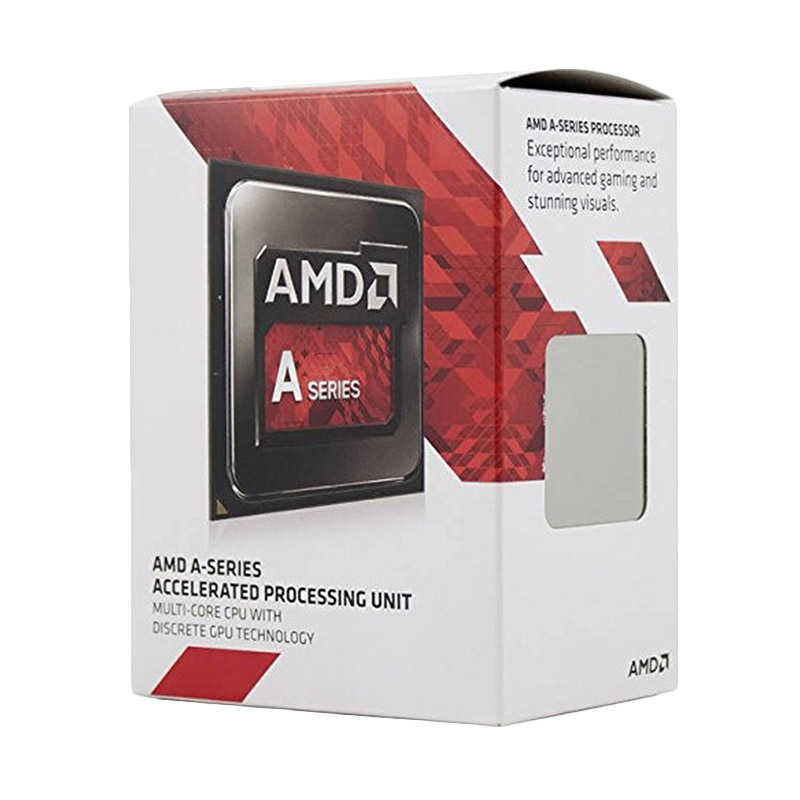 AMD
A SERIES
AMD A-SERIES
ACCELERATED PROCESSING UNIT
MULTI-CORE CPU WITH
DISCRETE GPU TECHNOLOGY
AMD A-SERIES PROCESSOR
Exceptional performance
for advanced gaming and
stunning visuals.
AMD